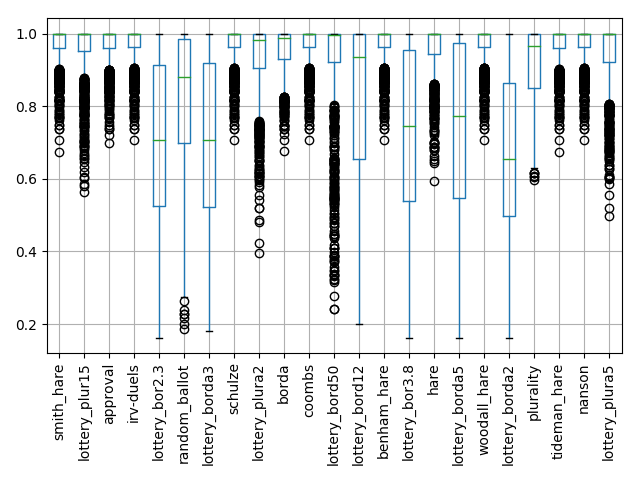 1.0
0.8
0.6
0.4
0.2
smith_hare
lottery_plur15
approval
irv-duels
lottery_bor2.3
random_ballot
lottery_borda3
schulze
lottery_plura2
borda
coombs
lottery_bord50
lottery_bord12
benham_hare
lottery_bor3.8
hare
lottery_borda5
woodall_hare
lottery_borda2
plurality
tideman_hare
nanson
lottery_plura5